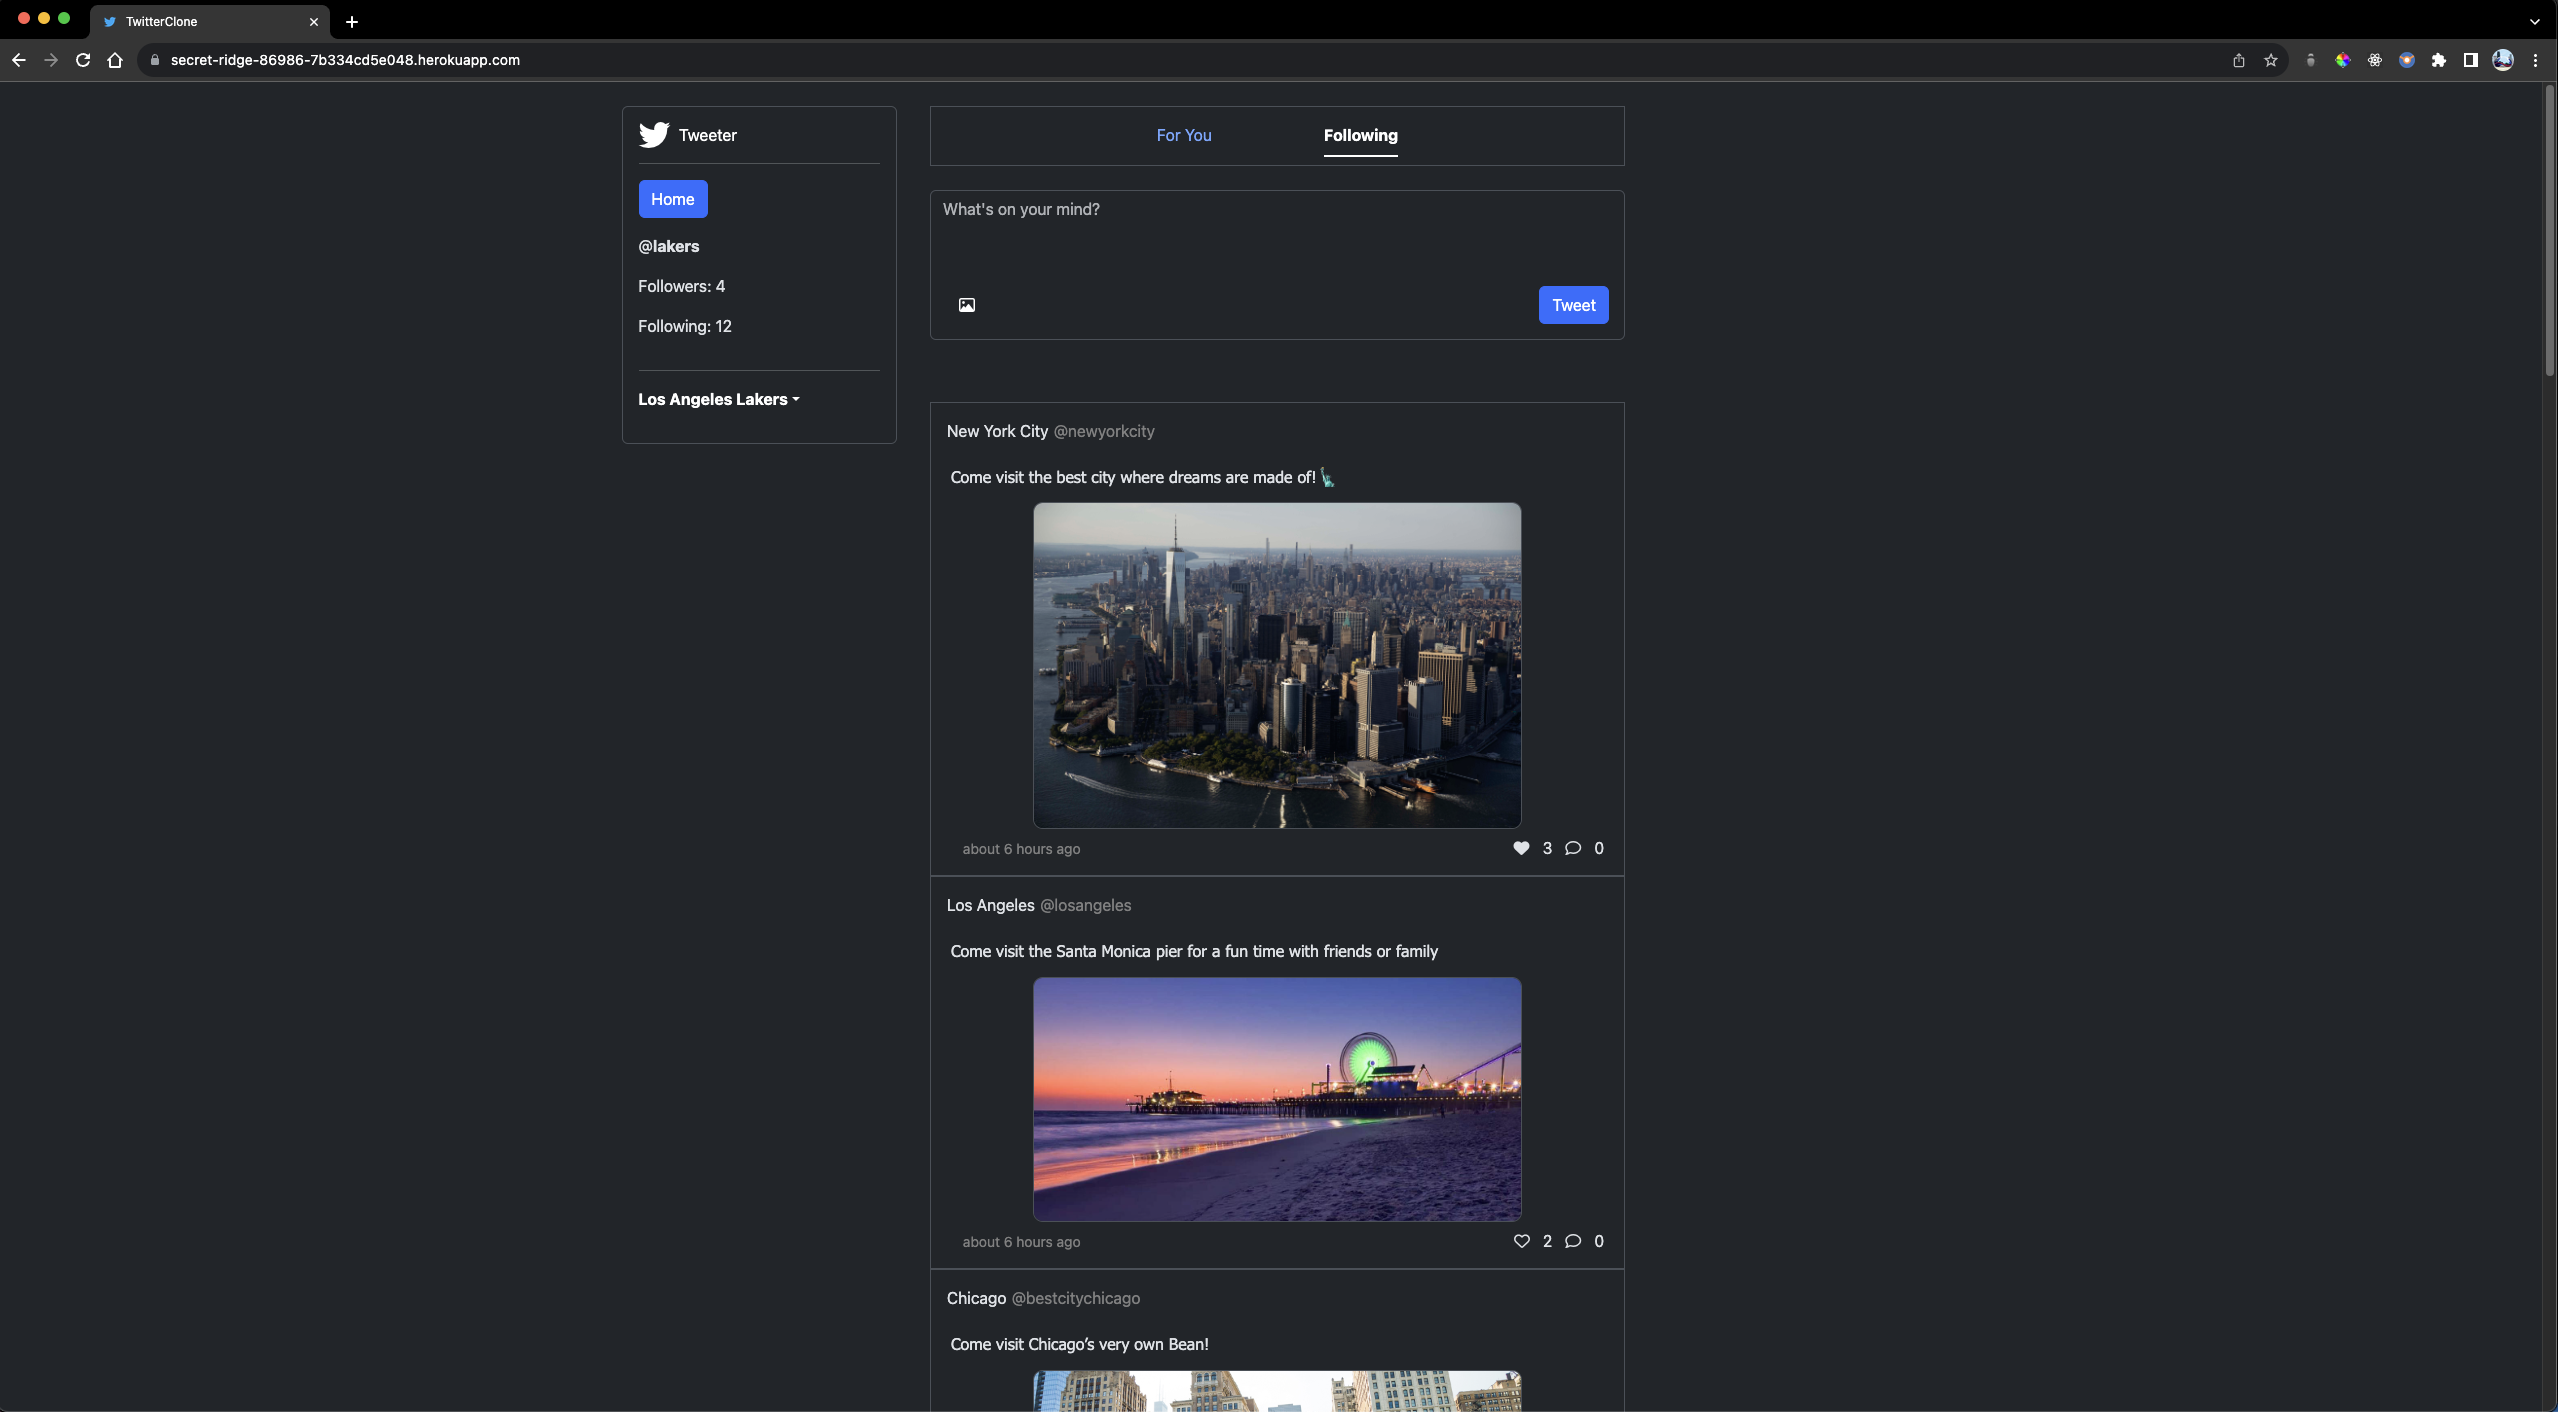 TwitterClone
secret-ridge-86986-7b334cd5e048.herokuapp.com
Tweeter
Home
@lakers
Followers: 4
Following: 12
Los Angeles Lakers
For You
Following
What's on your mind?
Tweet
New York City @newyorkcity
Come visit the best city where dreams are made of!🗽
about 6 hours ago
3
0
Los Angeles @losangeles
Come visit the Santa Monica pier for a fun time with friends or family
about 6 hours ago
2
0
Chicago @bestcitychicago
Come visit Chicago’s very own Bean!